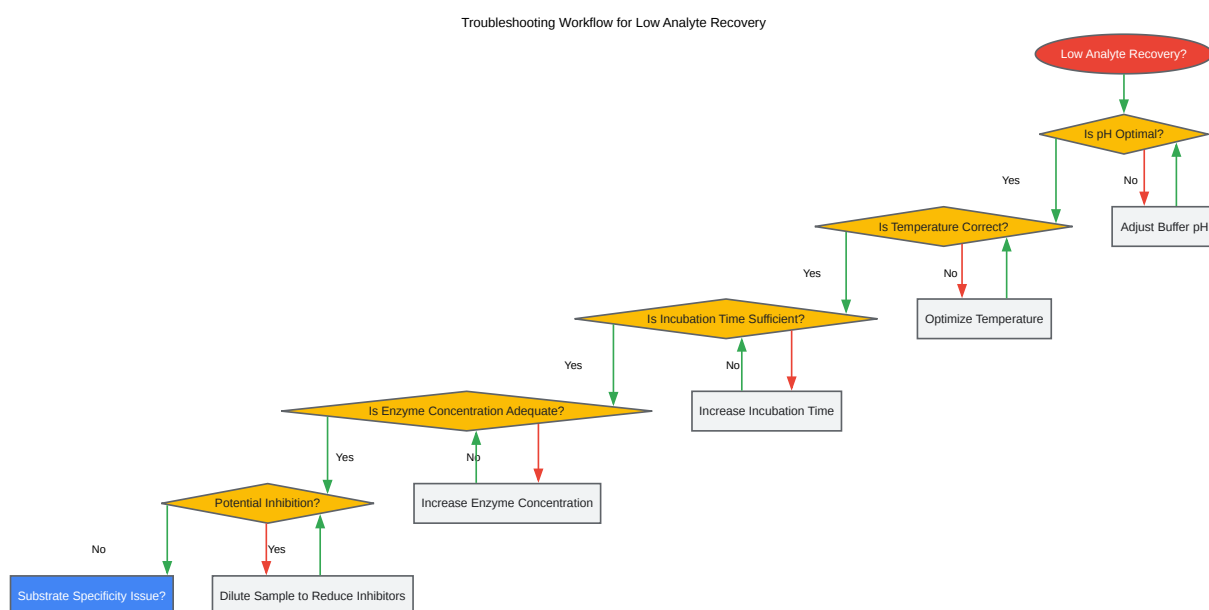 Troubleshooting Workflow for Low Analyte Recovery
Low Analyte Recovery?
Is pH Optimal?
Yes
No
Adjust Buffer pH
Is Temperature Correct?
Yes
No
Optimize Temperature
Is Incubation Time Sufficient?
Yes
No
Increase Incubation Time
Is Enzyme Concentration Adequate?
Yes
No
Increase Enzyme Concentration
Potential Inhibition?
No
Yes
Substrate Specificity Issue?
Dilute Sample to Reduce Inhibitors